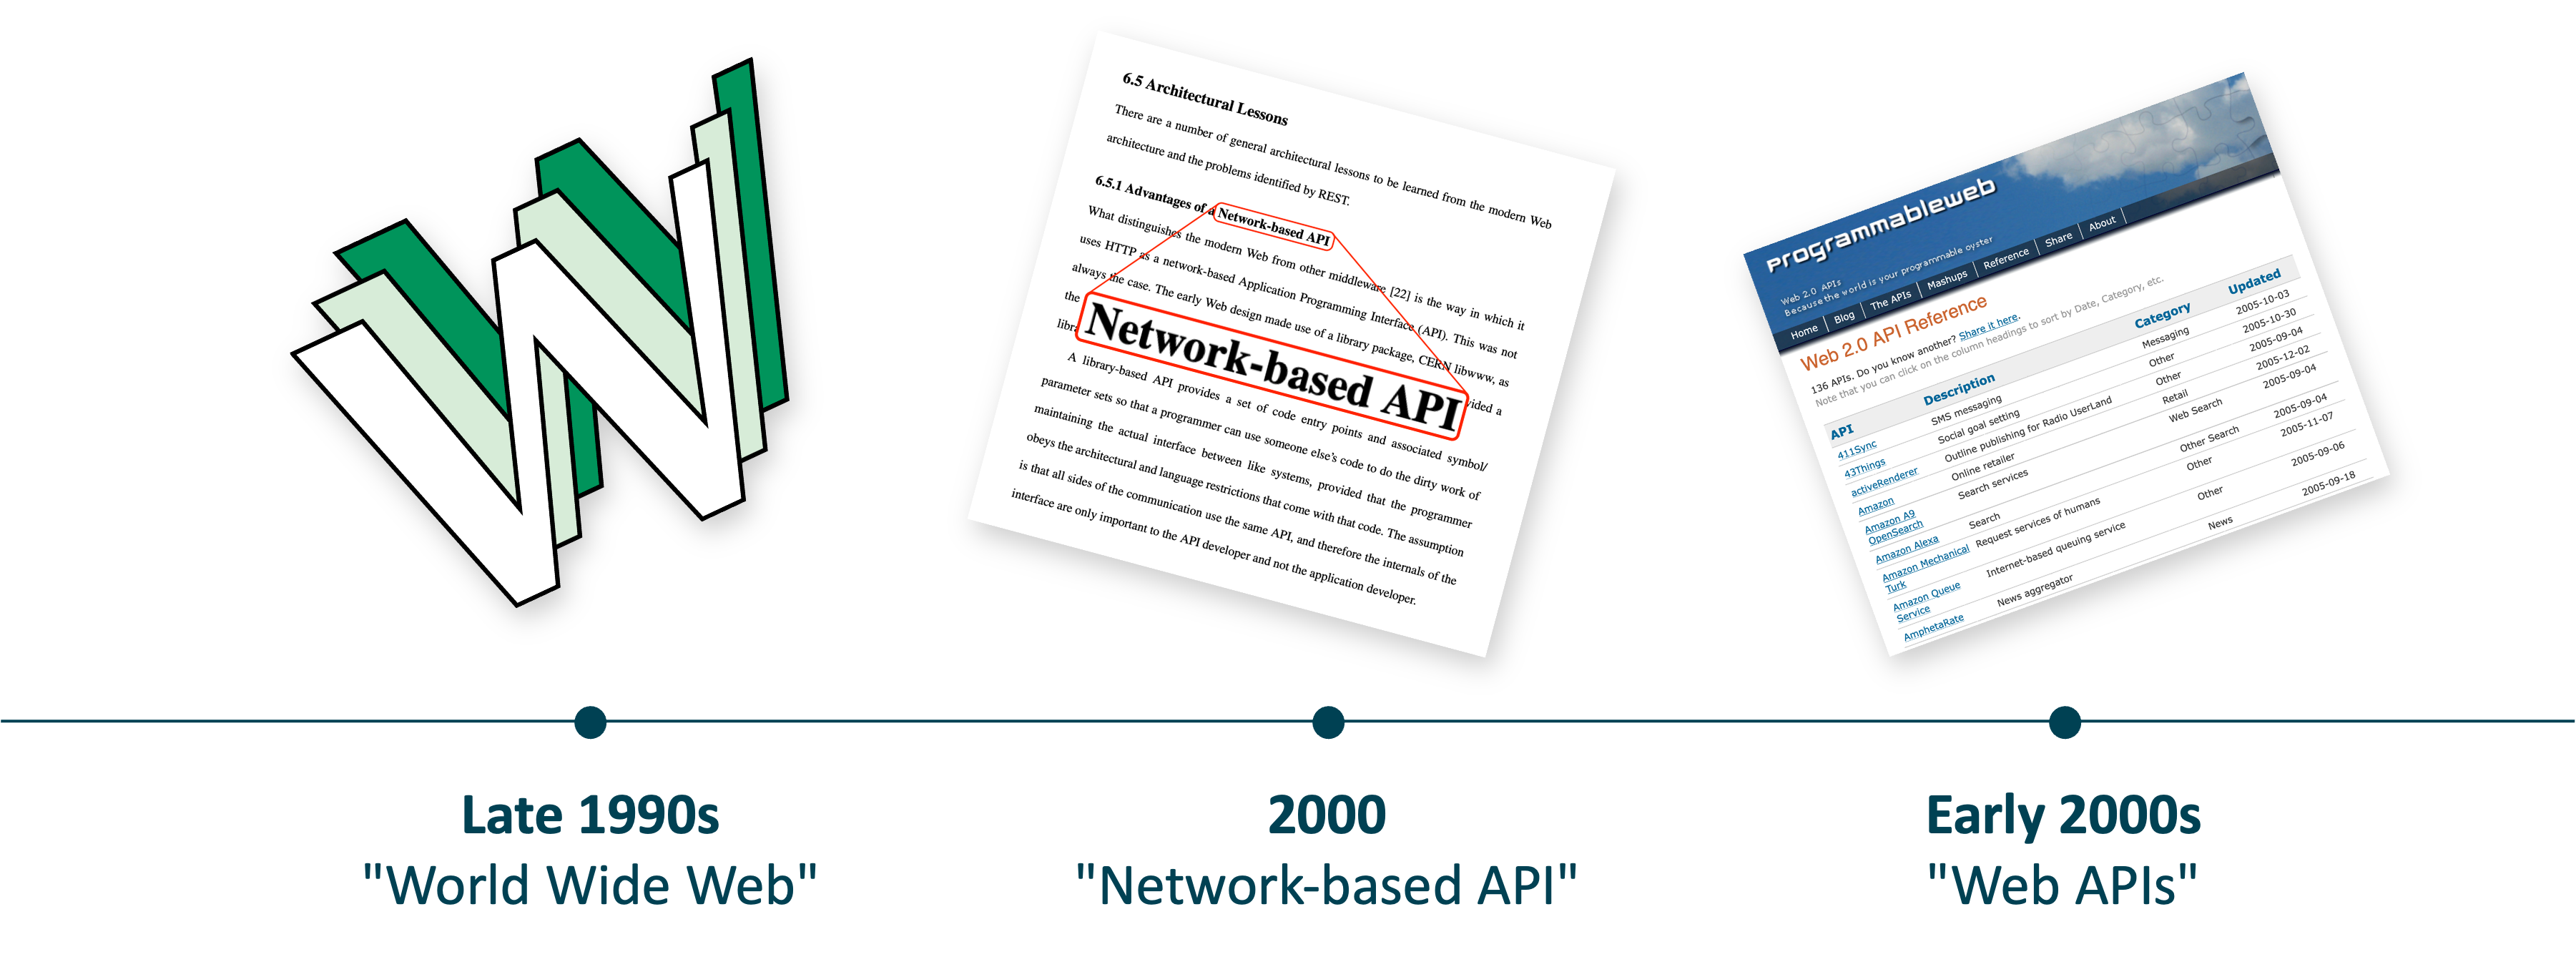 6.5 Architectural Lessons
There are a number of general architectural lessons to be learned from the modern Web
architecture and the problems identified by REST.
6.5.1 Advantages of a Network-based API
What distinguishes the modern Web from other middleware [22] is the way in which it
uses HTTP as a network-based Application Programming Interface (API). This was not
always the case. The early Web design made use of a library package, CERN libwww, as
the
vided a
libr
Network-based API
A library-based API provides a set of code entry points and associated symbol/
parameter sets so that a programmer can use someone else's code to do the dirty work of
maintaining the actual interface between like systems, provided that the programmer
obeys the architectural and language restrictions that come with that code. The assumption
is that all sides of the communication use the same API, and therefore the internals of the
interface are only important to the API developer and not the application developer.
programmableweb
Web 2.0 APIs
Because the world is your programmable oyster
Home | Blog | The APIs | Mashups | Reference | Share | About
Web 2.0 API Reference
136 APIs. Do you know another? Share it here.
Note that you can click on the column headings to sort by Date, Category, etc.
API Description Category Updated
411Sync SMS messaging Messaging 2005-10-03
43Things Social goal setting Other 2005-10-30
activeRenderer Outline publishing for Radio UserLand Other 2005-09-04
Amazon Online retailer Retail 2005-12-02
Amazon A9 OpenSearch Search services Web Search 2005-09-04
Amazon Alexa Search Other Search 2005-09-04
Amazon Mechanical Turk Request services of humans Other 2005-11-07
Amazon Queue Service Internet-based queuing service Other 2005-09-06
AmphetaRate News aggregator News 2005-09-18
Late 1990s
"World Wide Web"
2000
"Network-based API"
Early 2000s
"Web APIs"